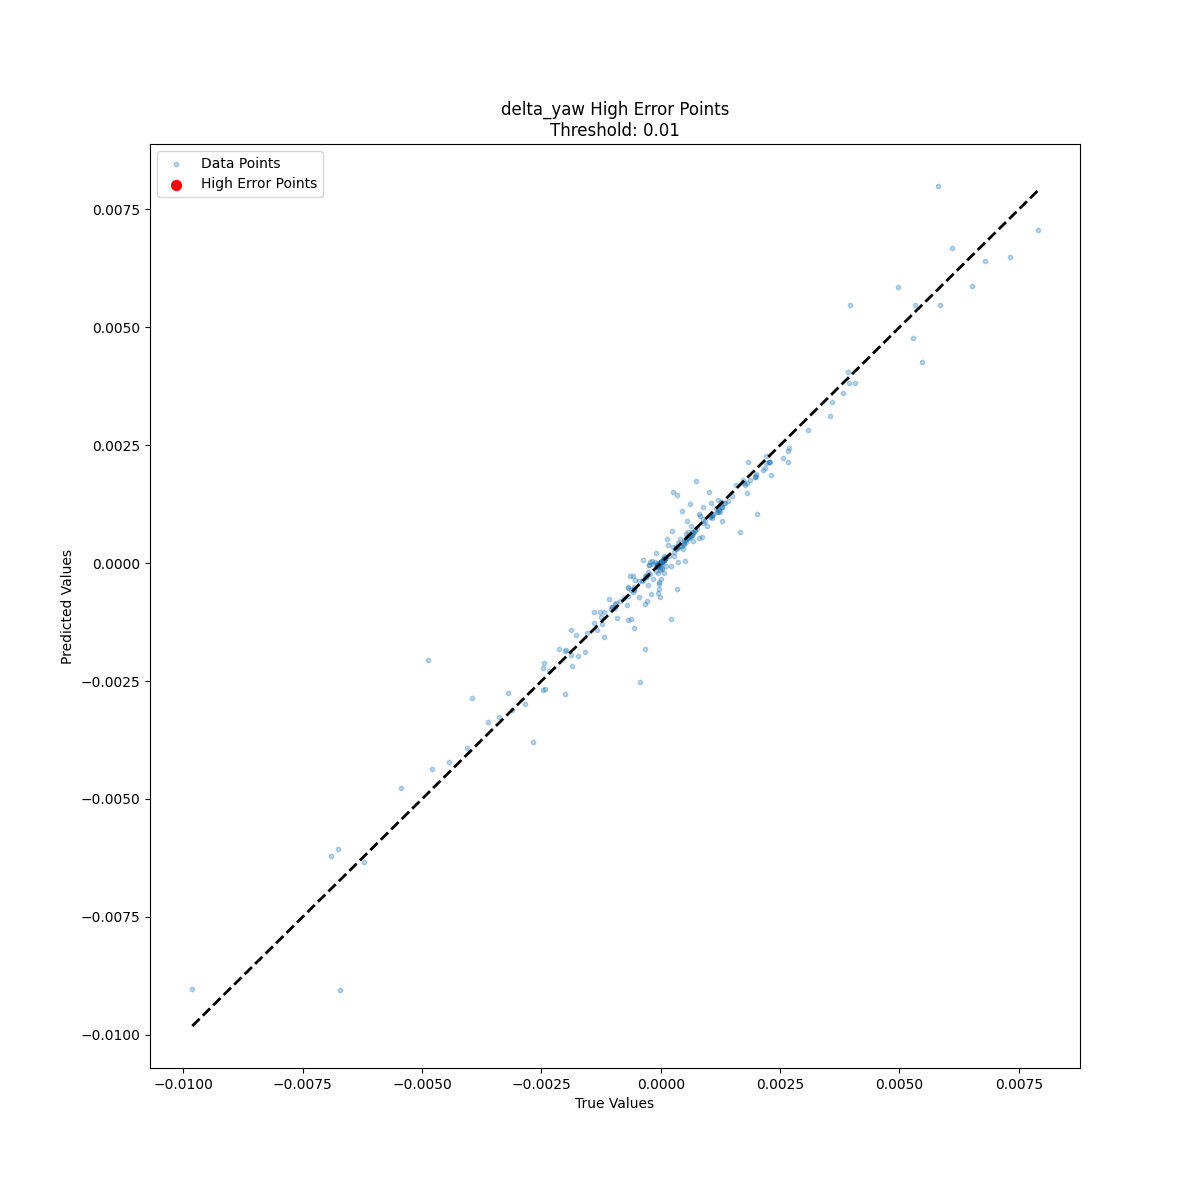 delta_yaw High Error Points
Threshold: 0.01
Data Points
High Error Points
0.0075
0.0050
0.0025
0.0000
−0.0025
−0.0050
−0.0075
−0.0100
Predicted Values
−0.0100 −0.0075 −0.0050 −0.0025 0.0000 0.0025 0.0050 0.0075
True Values